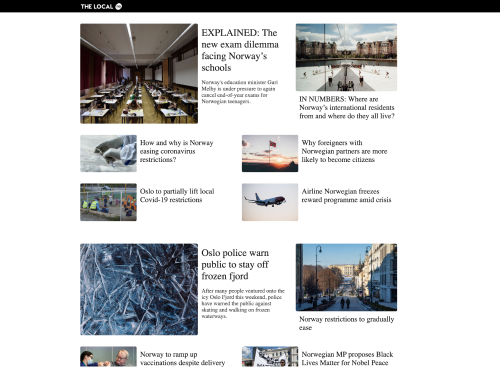 THE LOCAL no
EXPLAINED: The
new exam dilemma
facing Norway's
schools
Norway's education minister Guri
Melby is under pressure to again
cancel end-of-year exams for
Norwegian teenagers.
IN NUMBERS: Where are
Norway's international residents
from and where do they all live?
How and why is Norway
easing coronavirus
restrictions?
Why foreigners with
Norwegian partners are more
likely to become citizens
Oslo to partially lift local
Covid-19 restrictions
Airline Norwegian freezes
reward programme amid crisis
Oslo police warn
public to stay off
frozen fjord
After many people ventured onto the
icy Oslo Fjord this weekend, police
have warned the public against
skating and walking on frozen
waterways.
Norway restrictions to gradually
ease
Norway to ramp up
vaccinations despite delivery
Norwegian MP proposes Black
Lives Matter for Nobel Peace